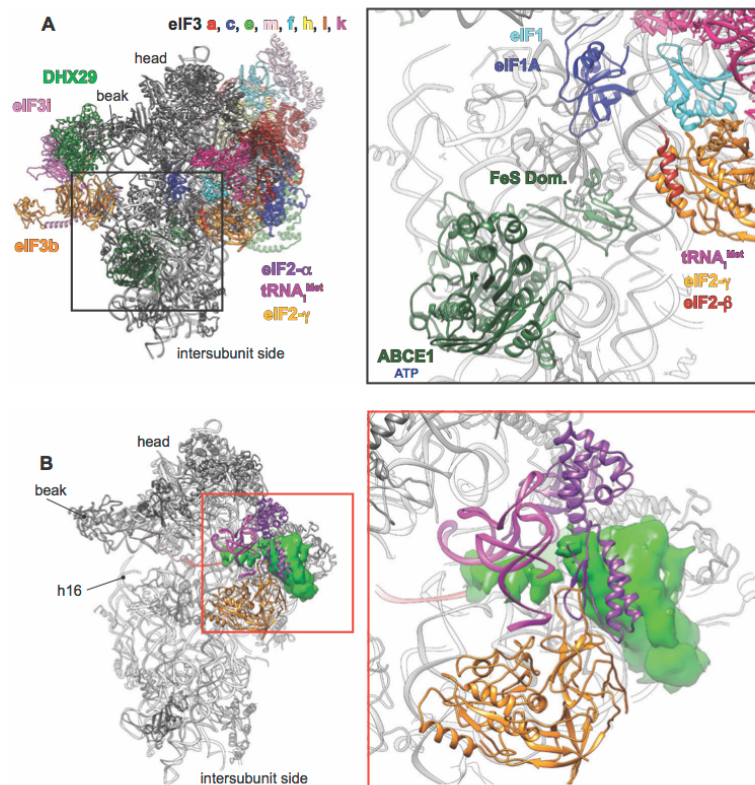 A
eIF3 a, c, e, m, f, h, l, k
head
DHX29
beak
eIF3i
eIF3b
eIF2-α
tRNAiMet
eIF2-γ
intersubunit side
eIF1
eIF1A
FeS Dom.
tRNAiMet
eIF2-γ
eIF2-β
ABCE1
ATP
B
head
beak
h16
intersubunit side